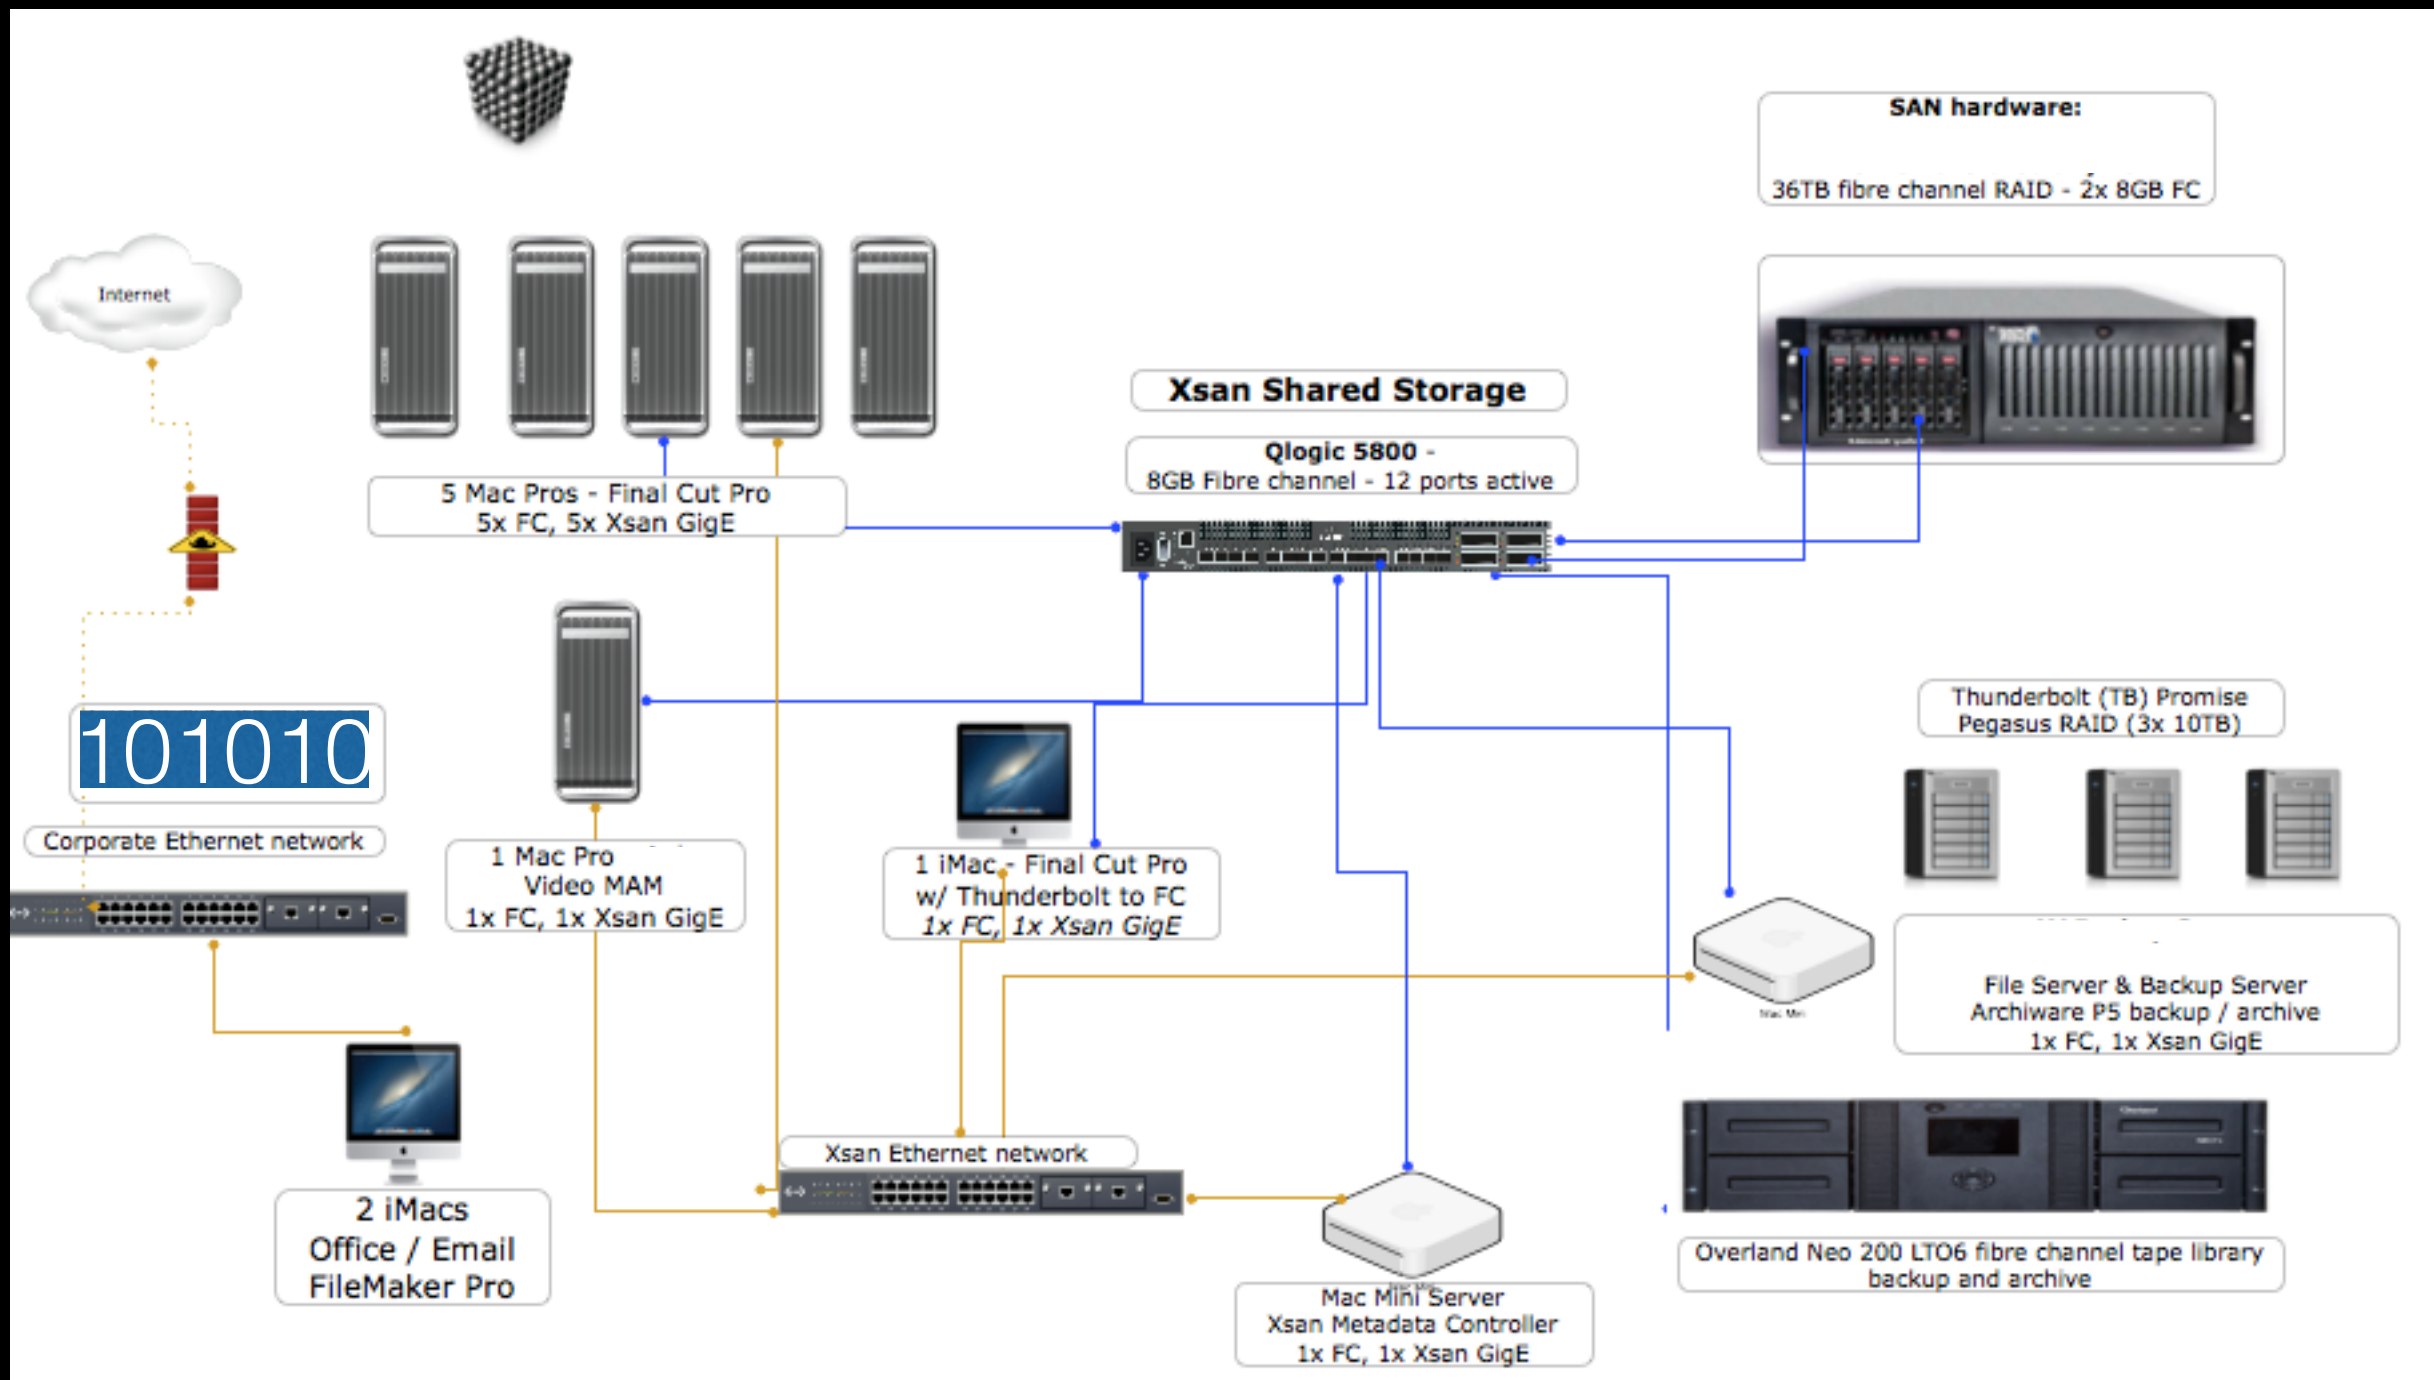 SAN hardware:
36TB fibre channel RAID - 2x 8GB FC
Internet
Xsan Shared Storage
Qlogic 5800 -
8GB Fibre channel - 12 ports active
5 Mac Pros - Final Cut Pro
5x FC, 5x Xsan GigE
101010
Corporate Ethernet network
1 Mac Pro
Video MAM
1x FC, 1x Xsan GigE
1 iMac - Final Cut Pro
w/ Thunderbolt to FC
1x FC, 1x Xsan GigE
Thunderbolt (TB) Promise
Pegasus RAID (3x 10TB)
Mac Mini
File Server & Backup Server
Archiware P5 backup / archive
1x FC, 1x Xsan GigE
2 iMacs
Office / Email
FileMaker Pro
Xsan Ethernet network
Mac Mini Server
Xsan Metadata Controller
1x FC, 1x Xsan GigE
Overland Neo 200 LTO6 fibre channel tape library
backup and archive